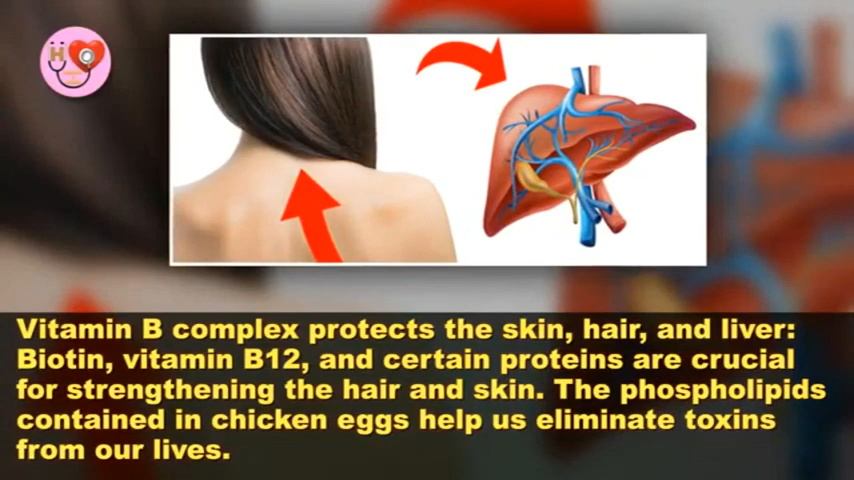 H
Vitamin B complex protects the skin, hair, and liver:
Biotin, vitamin B12, and certain proteins are crucial
for strengthening the hair and skin. The phospholipids
contained in chicken eggs help us eliminate toxins
from our lives.